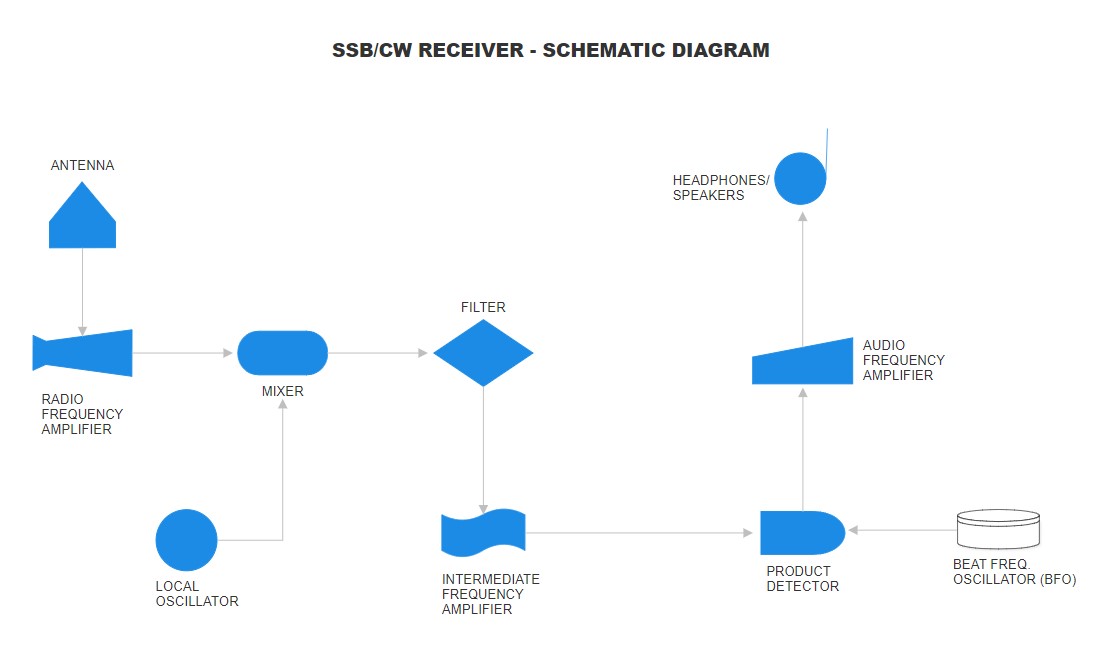 SSB/CW RECEIVER - SCHEMATIC DIAGRAM
ANTENNA
HEADPHONES/
SPEAKERS
FILTER
AUDIO
FREQUENCY
AMPLIFIER
MIXER
RADIO
FREQUENCY
AMPLIFIER
LOCAL
OSCILLATOR
INTERMEDIATE
FREQUENCY
AMPLIFIER
PRODUCT
DETECTOR
BEAT FREQ.
OSCILLATOR (BFO)